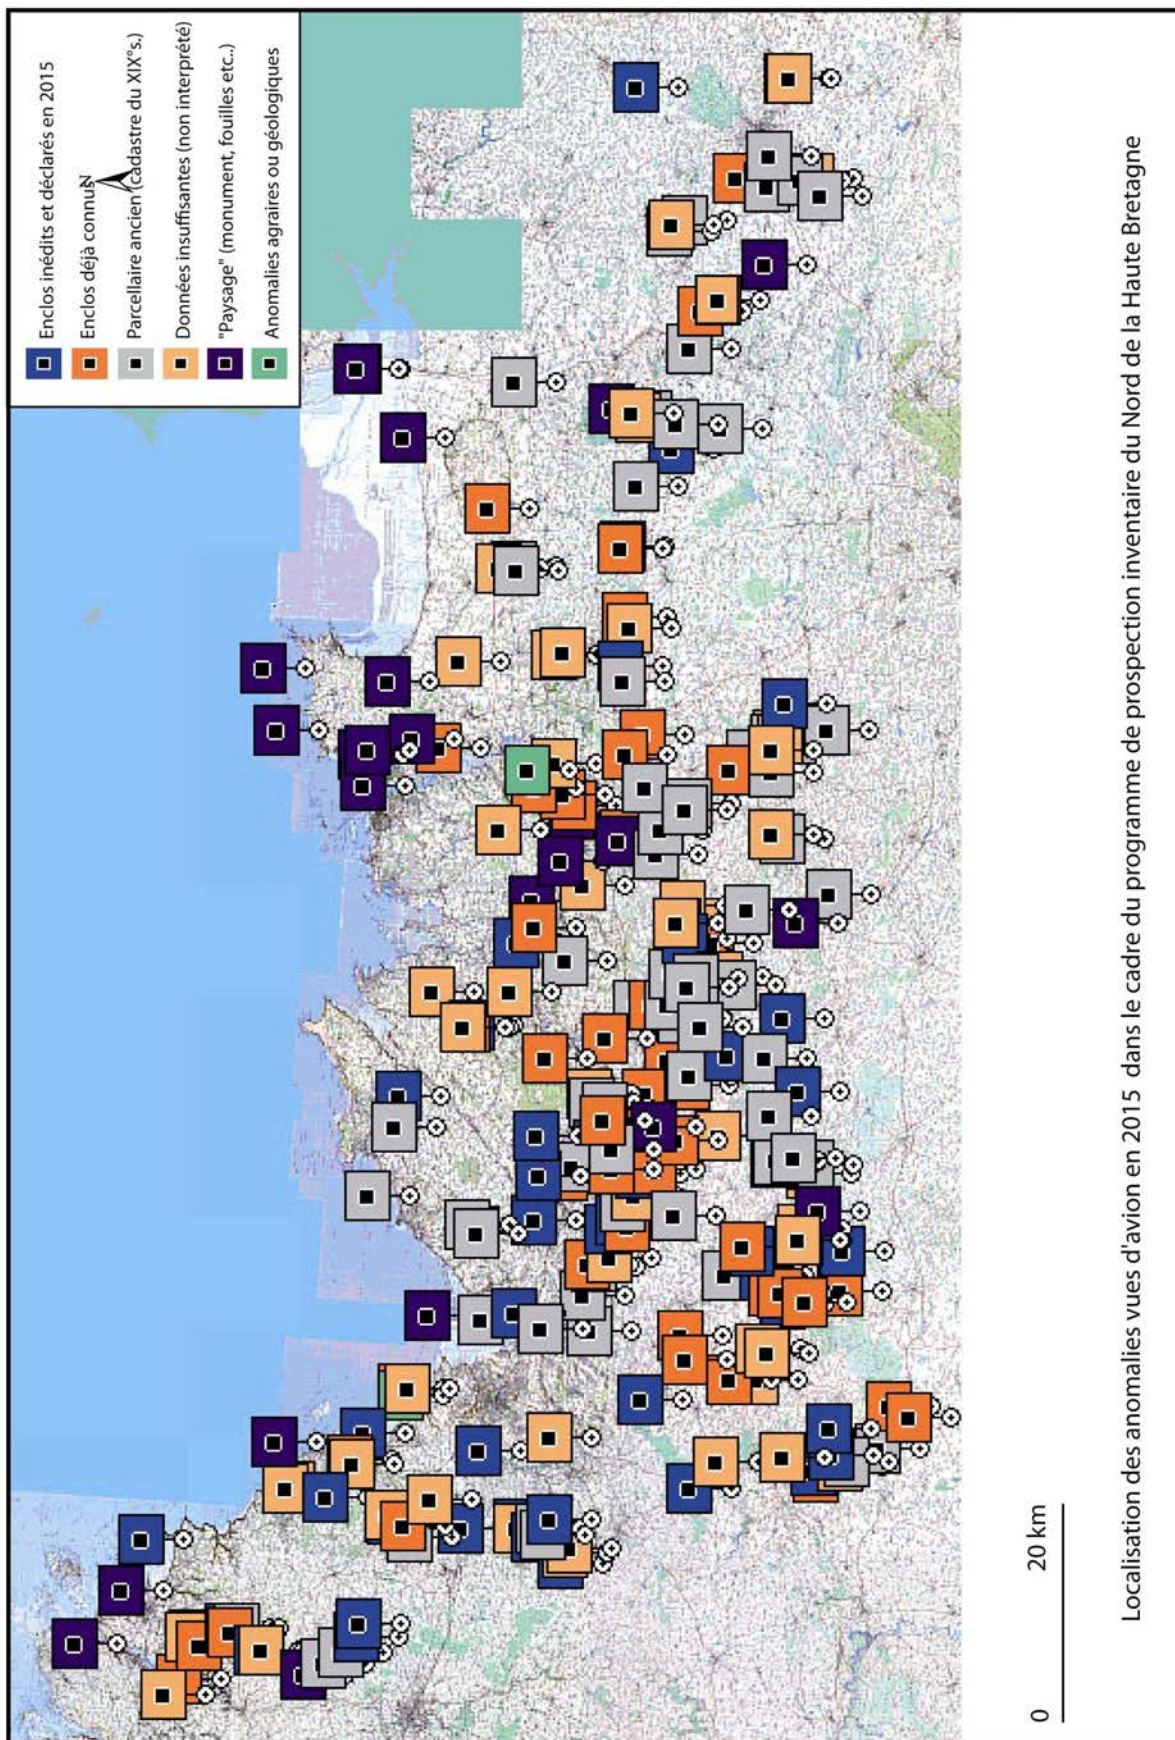 Enclos inédits et déclarés en 2015
Enclos déjà connus
N
Parcellaire ancien (cadastre du XIX°s.)
Données insuffisantes (non interprété)
"Paysage" (monument, fouilles etc..)
Anomalies agraires ou géologiques
0 20 km
Localisation des anomalies vues d'avion en 2015 dans le cadre du programme de prospection inventaire du Nord de la Haute Bretagne